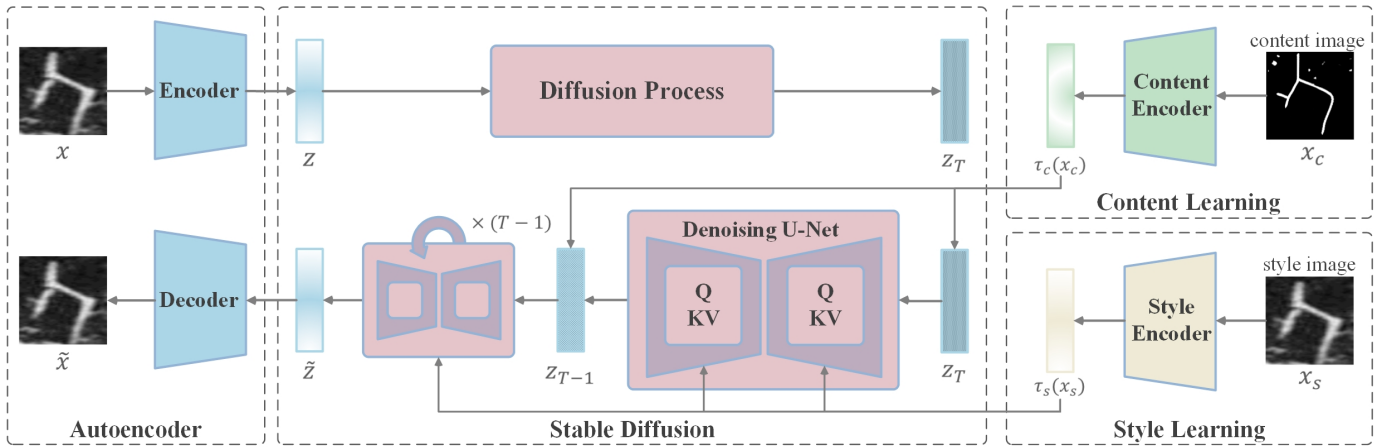 Encoder
x
z
Diffusion Process
z_T
τ_c(x_c)
Content
Encoder
content image
x_c
Content Learning
× (T − 1)
Denoising U-Net
Decoder
Q
KV
Q
KV
x̃
z̃
z_{T−1}
z_T
Autoencoder
Stable Diffusion
style image
Style
Encoder
τ_s(x_s)
x_s
Style Learning